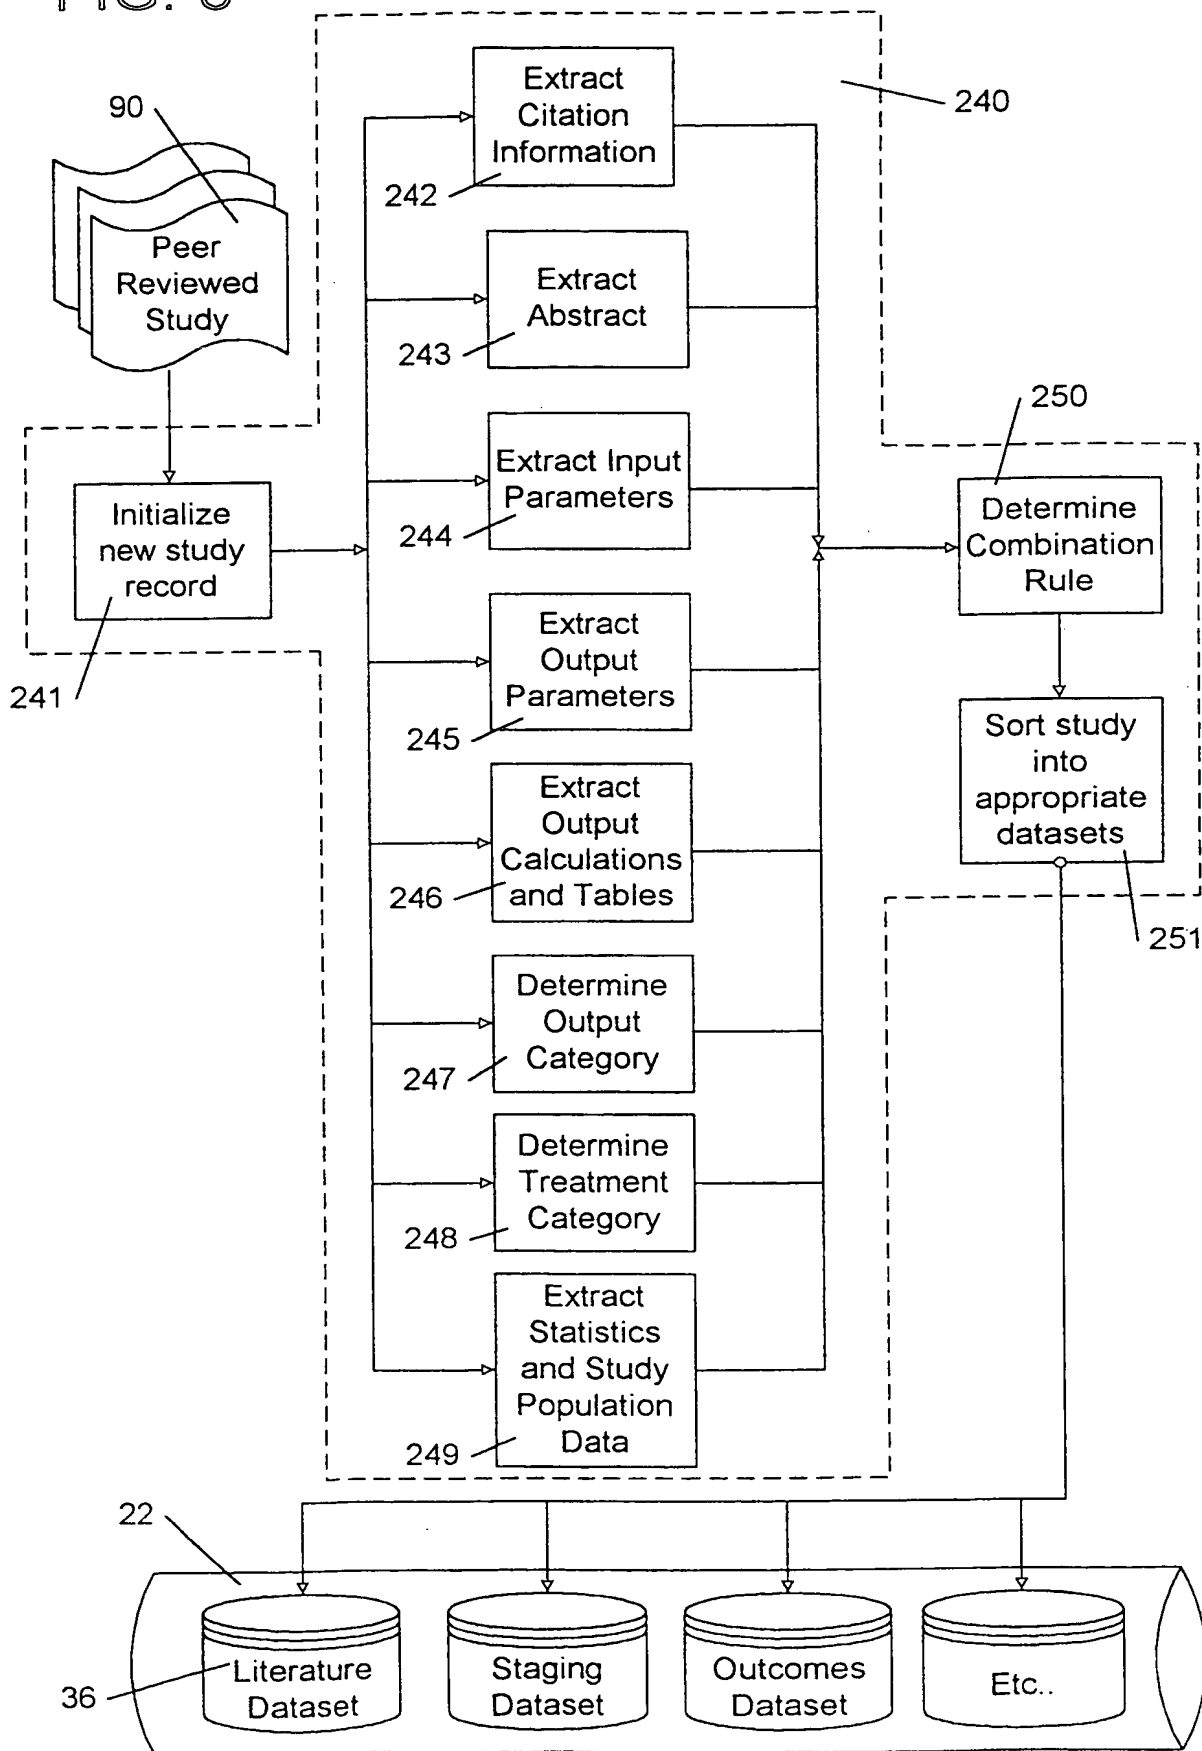 240
90
Extract
Citation
Information
242
Peer
Reviewed
Study
Extract
Abstract
243
250
Extract Input
Parameters
244
Initialize
new study
record
241
Determine
Combination
Rule
Extract
Output
Parameters
245
Sort study
into
appropriate
datasets
251
Extract
Output
Calculations
and Tables
246
Determine
Output
Category
247
Determine
Treatment
Category
248
Extract
Statistics
and Study
Population
Data
249
22
36
Literature
Dataset
Staging
Dataset
Outcomes
Dataset
Etc..